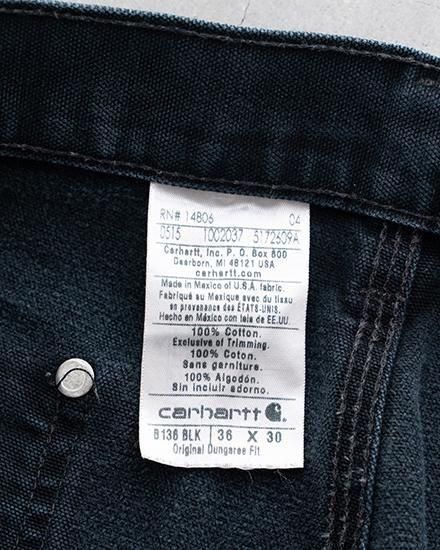 RN# 14806 04
0515 1002037 5172609A
Carhartt, Inc. P. O. Box 600
Dearborn, MI 48121 USA
carhartt.com
Made in Mexico of U.S.A. fabric.
Fabriqué au Mexique avec du tissu
en provenance des ÉTATS-UNIS.
Hecho en México con tela de EE.UU.
100% Cotton.
Exclusive of Trimming.
100% Coton.
Sans garniture.
100% Algodón.
Sin incluir adorno.
carhartt
B136 BLK 36 X 30
Original Dungaree Fit